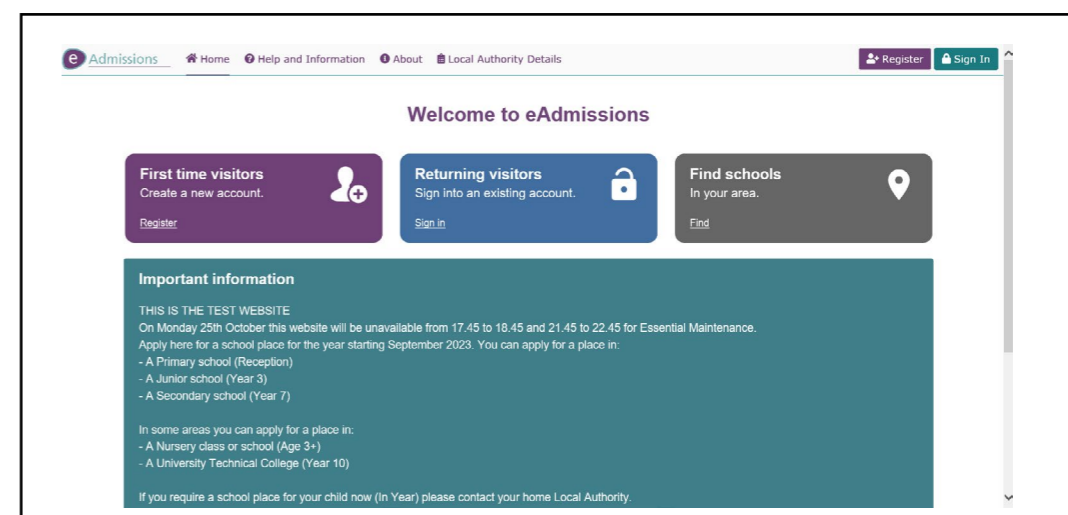 e Admissions Home Help and Information About Local Authority Details Register Sign In
Welcome to eAdmissions
First time visitors
Create a new account.
Register
Returning visitors
Sign into an existing account.
Sign in
Find schools
In your area.
Find
Important information
THIS IS THE TEST WEBSITE
On Monday 25th October this website will be unavailable from 17.45 to 18.45 and 21.45 to 22.45 for Essential Maintenance.
Apply here for a school place for the year starting September 2023. You can apply for a place in:
- A Primary school (Reception)
- A Junior school (Year 3)
- A Secondary school (Year 7)
In some areas you can apply for a place in:
- A Nursery class or school (Age 3+)
- A University Technical College (Year 10)
If you require a school place for your child now (In Year) please contact your home Local Authority.